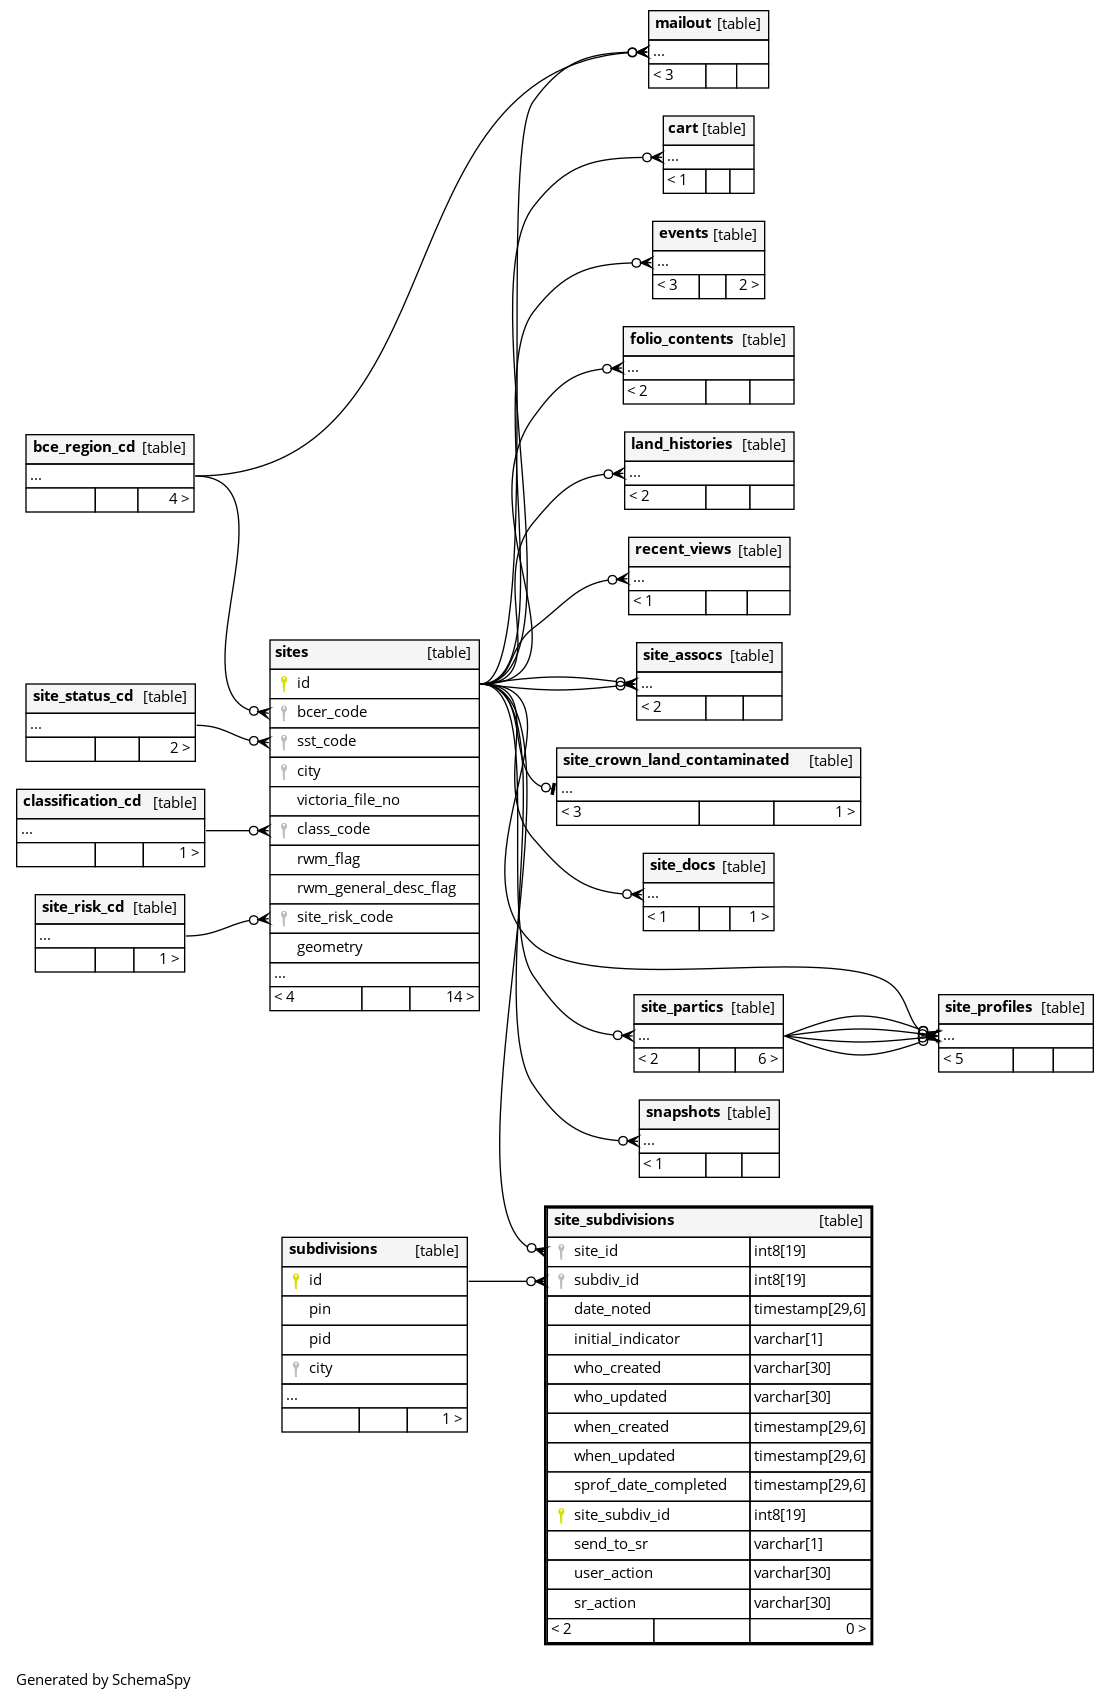 mailout [table]
...
< 3
cart [table]
...
< 1
events [table]
...
< 3 2 >
folio_contents [table]
...
< 2
bce_region_cd [table]
...
4 >
land_histories [table]
...
< 2
recent_views [table]
...
< 1
sites [table]
id
bcer_code
sst_code
city
victoria_file_no
class_code
rwm_flag
rwm_general_desc_flag
site_risk_code
geometry
...
< 4 14 >
site_status_cd [table]
...
2 >
classification_cd [table]
...
1 >
site_risk_cd [table]
...
1 >
site_assocs [table]
...
< 2
site_crown_land_contaminated [table]
...
< 3 1 >
site_docs [table]
...
< 1 1 >
site_partics [table]
...
< 2 6 >
site_profiles [table]
...
< 5
snapshots [table]
...
< 1
subdivisions [table]
id
pin
pid
city
...
1 >
site_subdivisions [table]
site_id int8[19]
subdiv_id int8[19]
date_noted timestamp[29,6]
initial_indicator varchar[1]
who_created varchar[30]
who_updated varchar[30]
when_created timestamp[29,6]
when_updated timestamp[29,6]
sprof_date_completed timestamp[29,6]
site_subdiv_id int8[19]
send_to_sr varchar[1]
user_action varchar[30]
sr_action varchar[30]
< 2 0 >
Generated by SchemaSpy